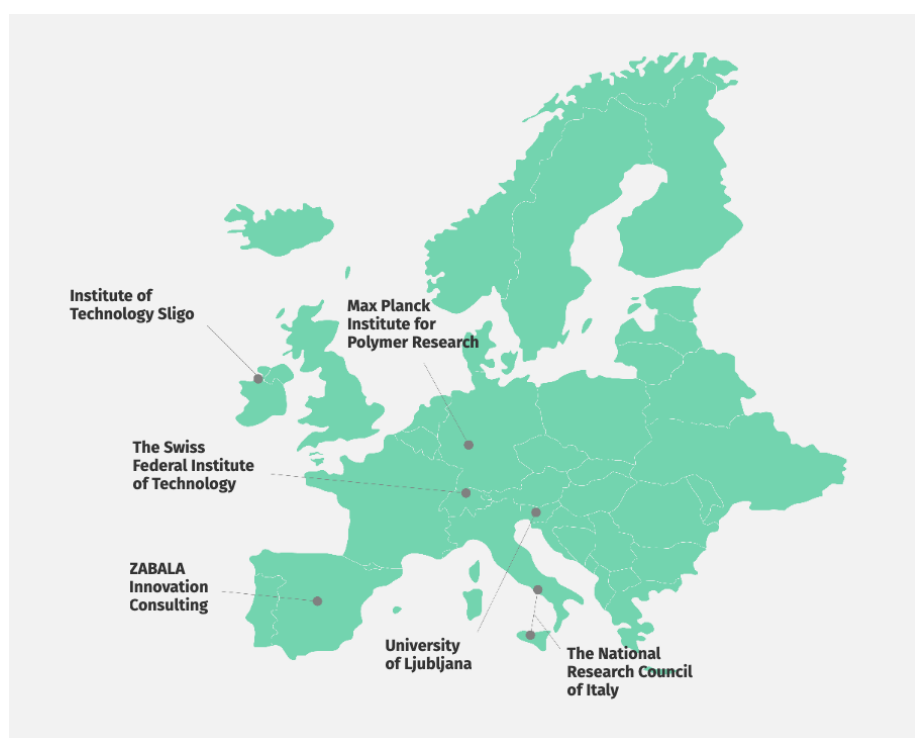 Institute of
Technology Sligo
Max Planck
Institute for
Polymer Research
The Swiss
Federal Institute
of Technology
ZABALA
Innovation
Consulting
University
of Ljubljana
The National
Research Council
of Italy